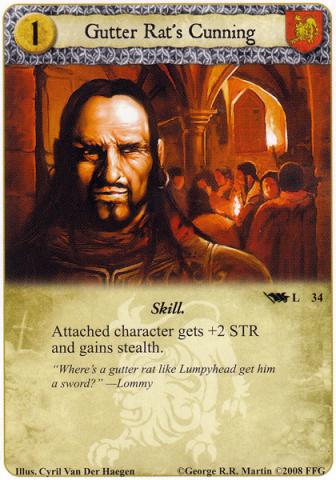 1
Gutter Rat's Cunning
L 34
Skill.
Attached character gets +2 STR
and gains stealth.
"Where's a gutter rat like Lumpyhead get him
a sword?" —Lommy
Illus. Cyril Van Der Haegen ©George R.R. Martin ©2008 FFG